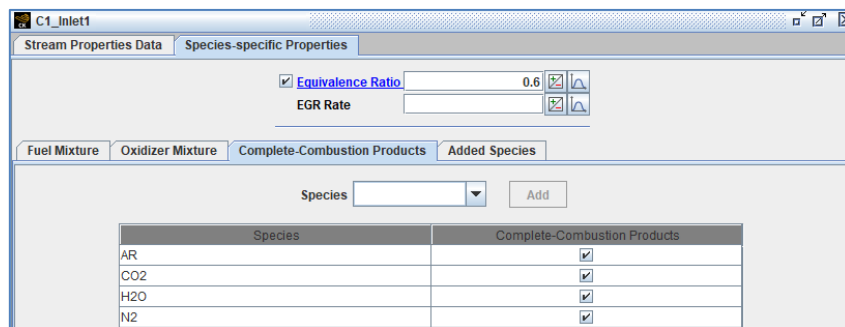 C1_Inlet1
Stream Properties Data Species-specific Properties
Equivalence Ratio 0.6
EGR Rate
Fuel Mixture Oxidizer Mixture Complete-Combustion Products Added Species
Species Add
Species Complete-Combustion Products
AR
CO2
H2O
N2